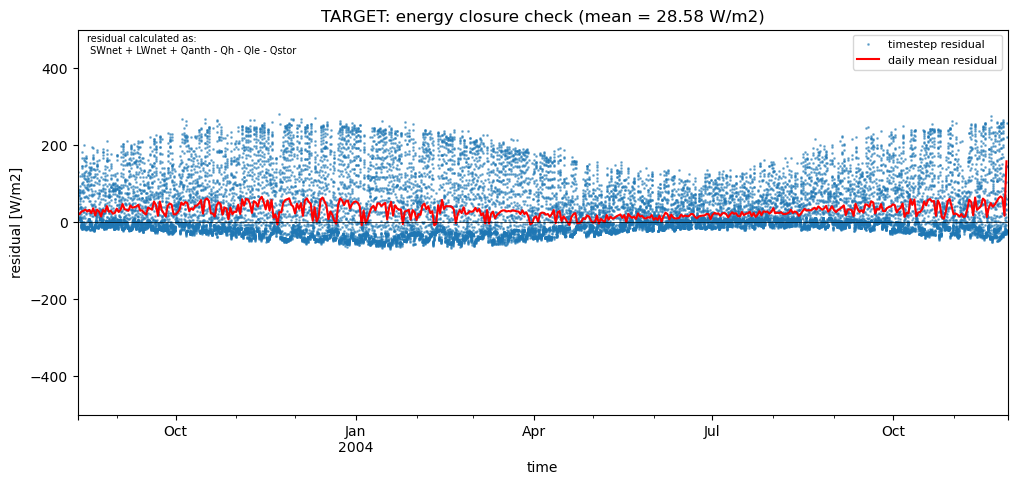 TARGET: energy closure check (mean = 28.58 W/m2)
residual calculated as:
SWnet + LWnet + Qanth - Qh - Qle - Qstor
timestep residual
daily mean residual
residual [W/m2]
400
200
0
−200
−400
Oct
Jan
2004
Apr
Jul
Oct
time